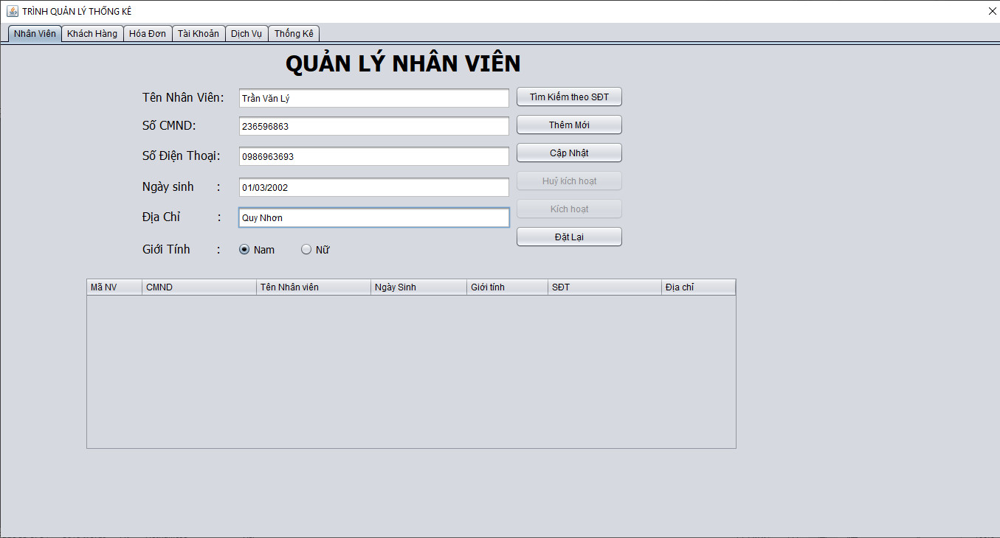 TRÌNH QUẢN LÝ THỐNG KÊ
Nhân Viên Khách Hàng Hóa Đơn Tài Khoản Dịch Vụ Thống Kê
QUẢN LÝ NHÂN VIÊN
Tên Nhân Viên: Trần Văn Lý Tìm Kiếm theo SĐT
Số CMND: 236596863 Thêm Mới
Số Điện Thoại: 0986963693 Cập Nhật
Ngày sinh : 01/03/2002 Huỷ kích hoạt
Địa Chỉ : Quy Nhơn Kích hoạt
Đặt Lại
Giới Tính : Nam Nữ
Mã NV CMND Tên Nhân viên Ngày Sinh Giới tính SĐT Địa chỉ